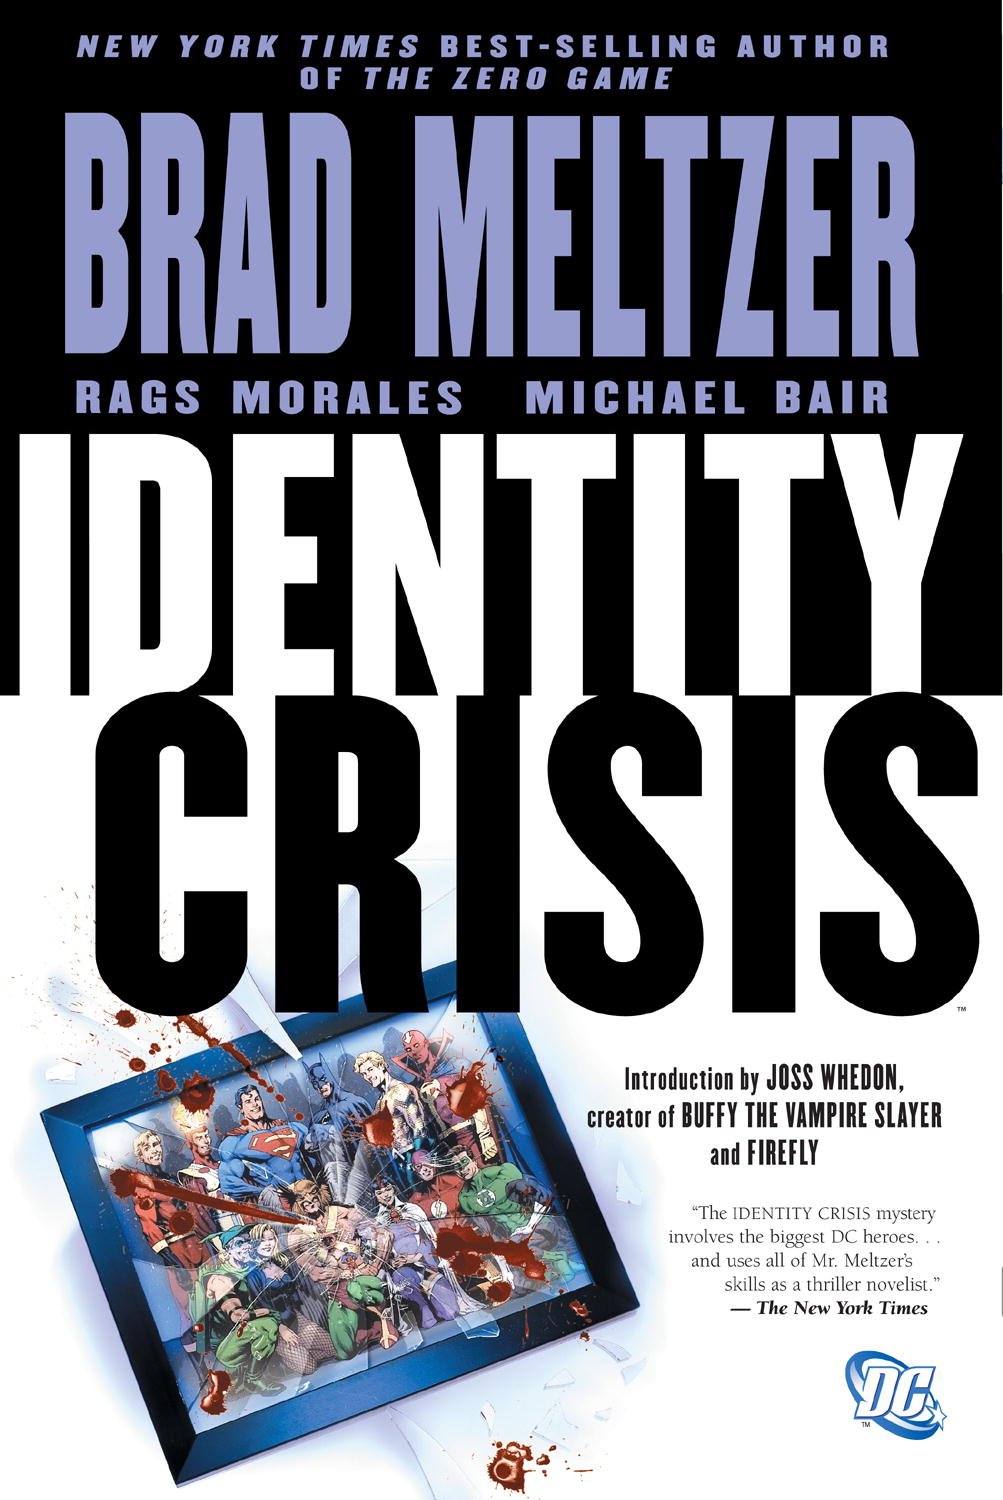 NEW YORK TIMES BEST-SELLING AUTHOR
OF THE ZERO GAME
BRAD MELTZER
RAGS MORALES MICHAEL BAIR
IDENTITY
CRISIS
™
Introduction by JOSS WHEDON,
creator of BUFFY THE VAMPIRE SLAYER
and FIREFLY
“The IDENTITY CRISIS mystery
involves the biggest DC heroes. . .
and uses all of Mr. Meltzer’s
skills as a thriller novelist.”
— The New York Times
DC
™